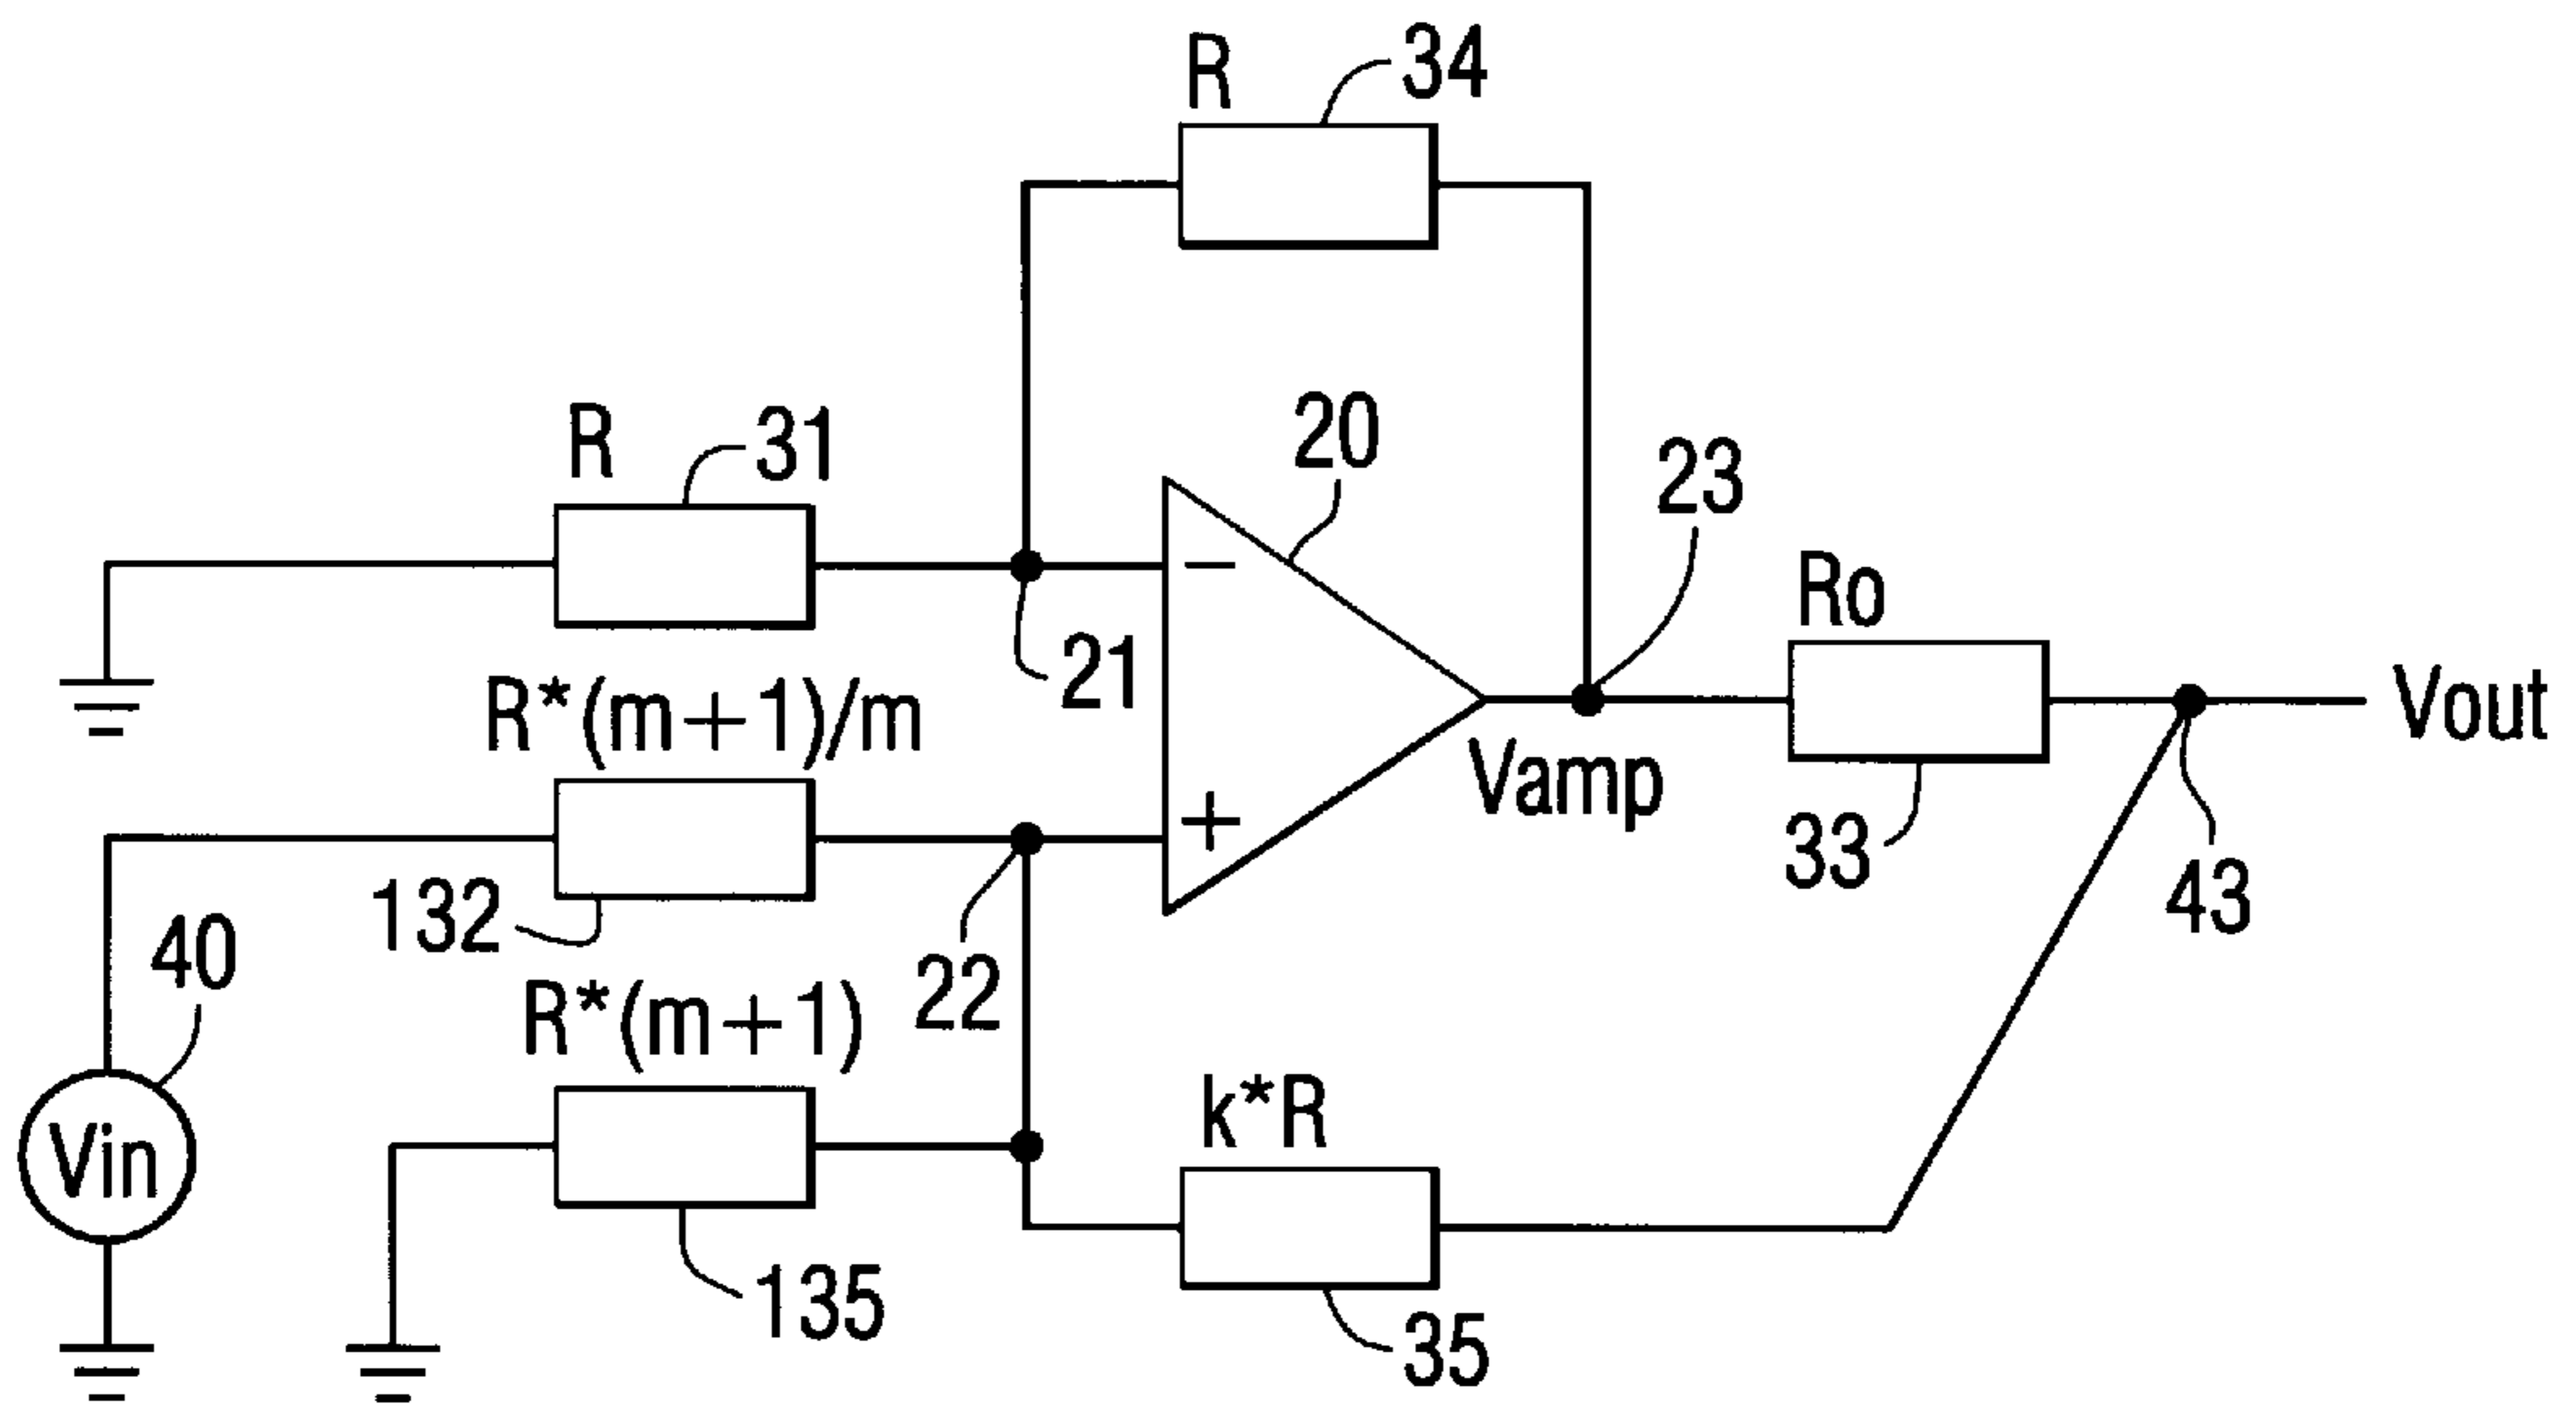 R
34
R
31
20
23
Ro
21
R*(m+1)/m
Vout
Vamp
33
43
132
40
22
R*(m+1)
k*R
Vin
135
35
−
+